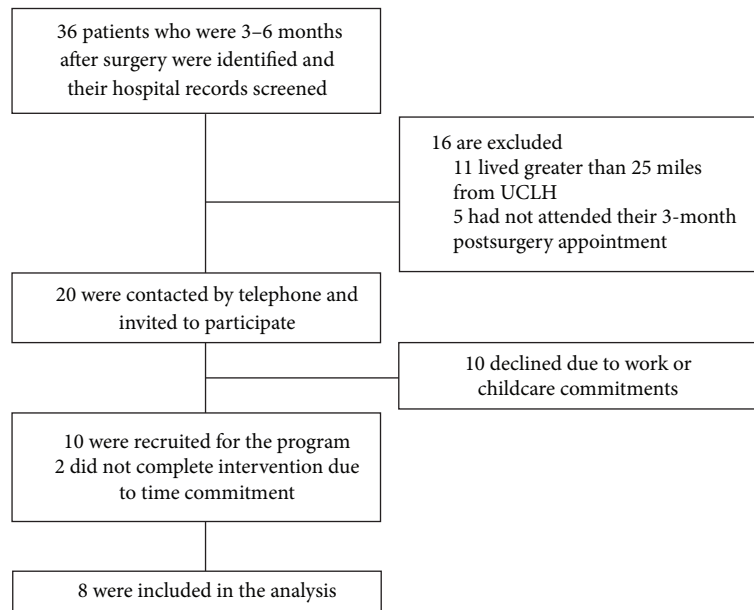 36 patients who were 3–6 months
after surgery were identified and
their hospital records screened
16 are excluded
11 lived greater than 25 miles
from UCLH
5 had not attended their 3-month
postsurgery appointment
20 were contacted by telephone and
invited to participate
10 declined due to work or
childcare commitments
10 were recruited for the program
2 did not complete intervention due
to time commitment
8 were included in the analysis